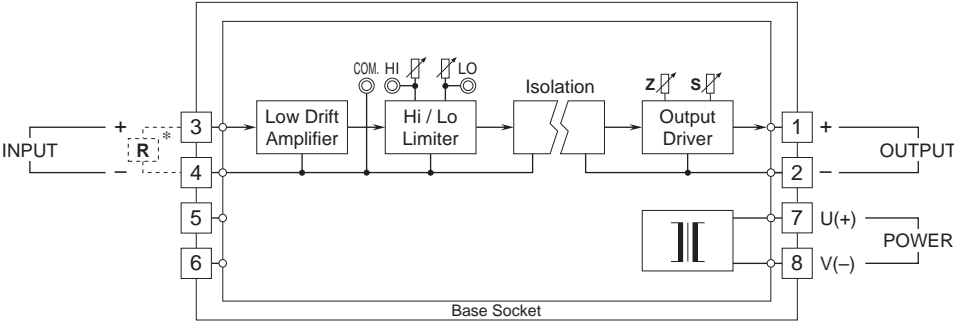 COM. HI LO
Isolation
Z S
+ 3 * Low Drift Amplifier Hi / Lo Limiter Output Driver 1 +
INPUT R OUTPUT
– 4 2 –
5 7 U(+)
POWER
6 8 V(–)
Base Socket